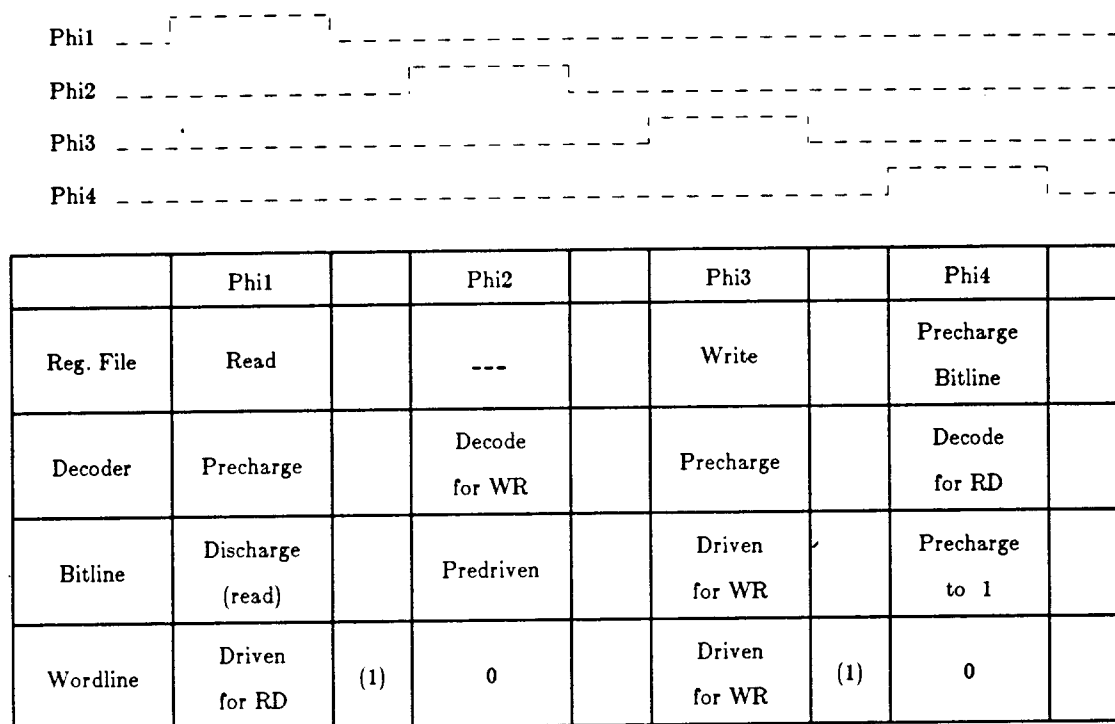 Phi1
Phi2
Phi3
Phi4
Phi1 Phi2 Phi3 Phi4
Reg. File Read --- Write Precharge
Bitline
Decoder Precharge Decode
for WR Precharge Decode
for RD
Bitline Discharge
(read) Predriven Driven
for WR Precharge
to 1
Wordline Driven
for RD (1) 0 Driven
for WR (1) 0